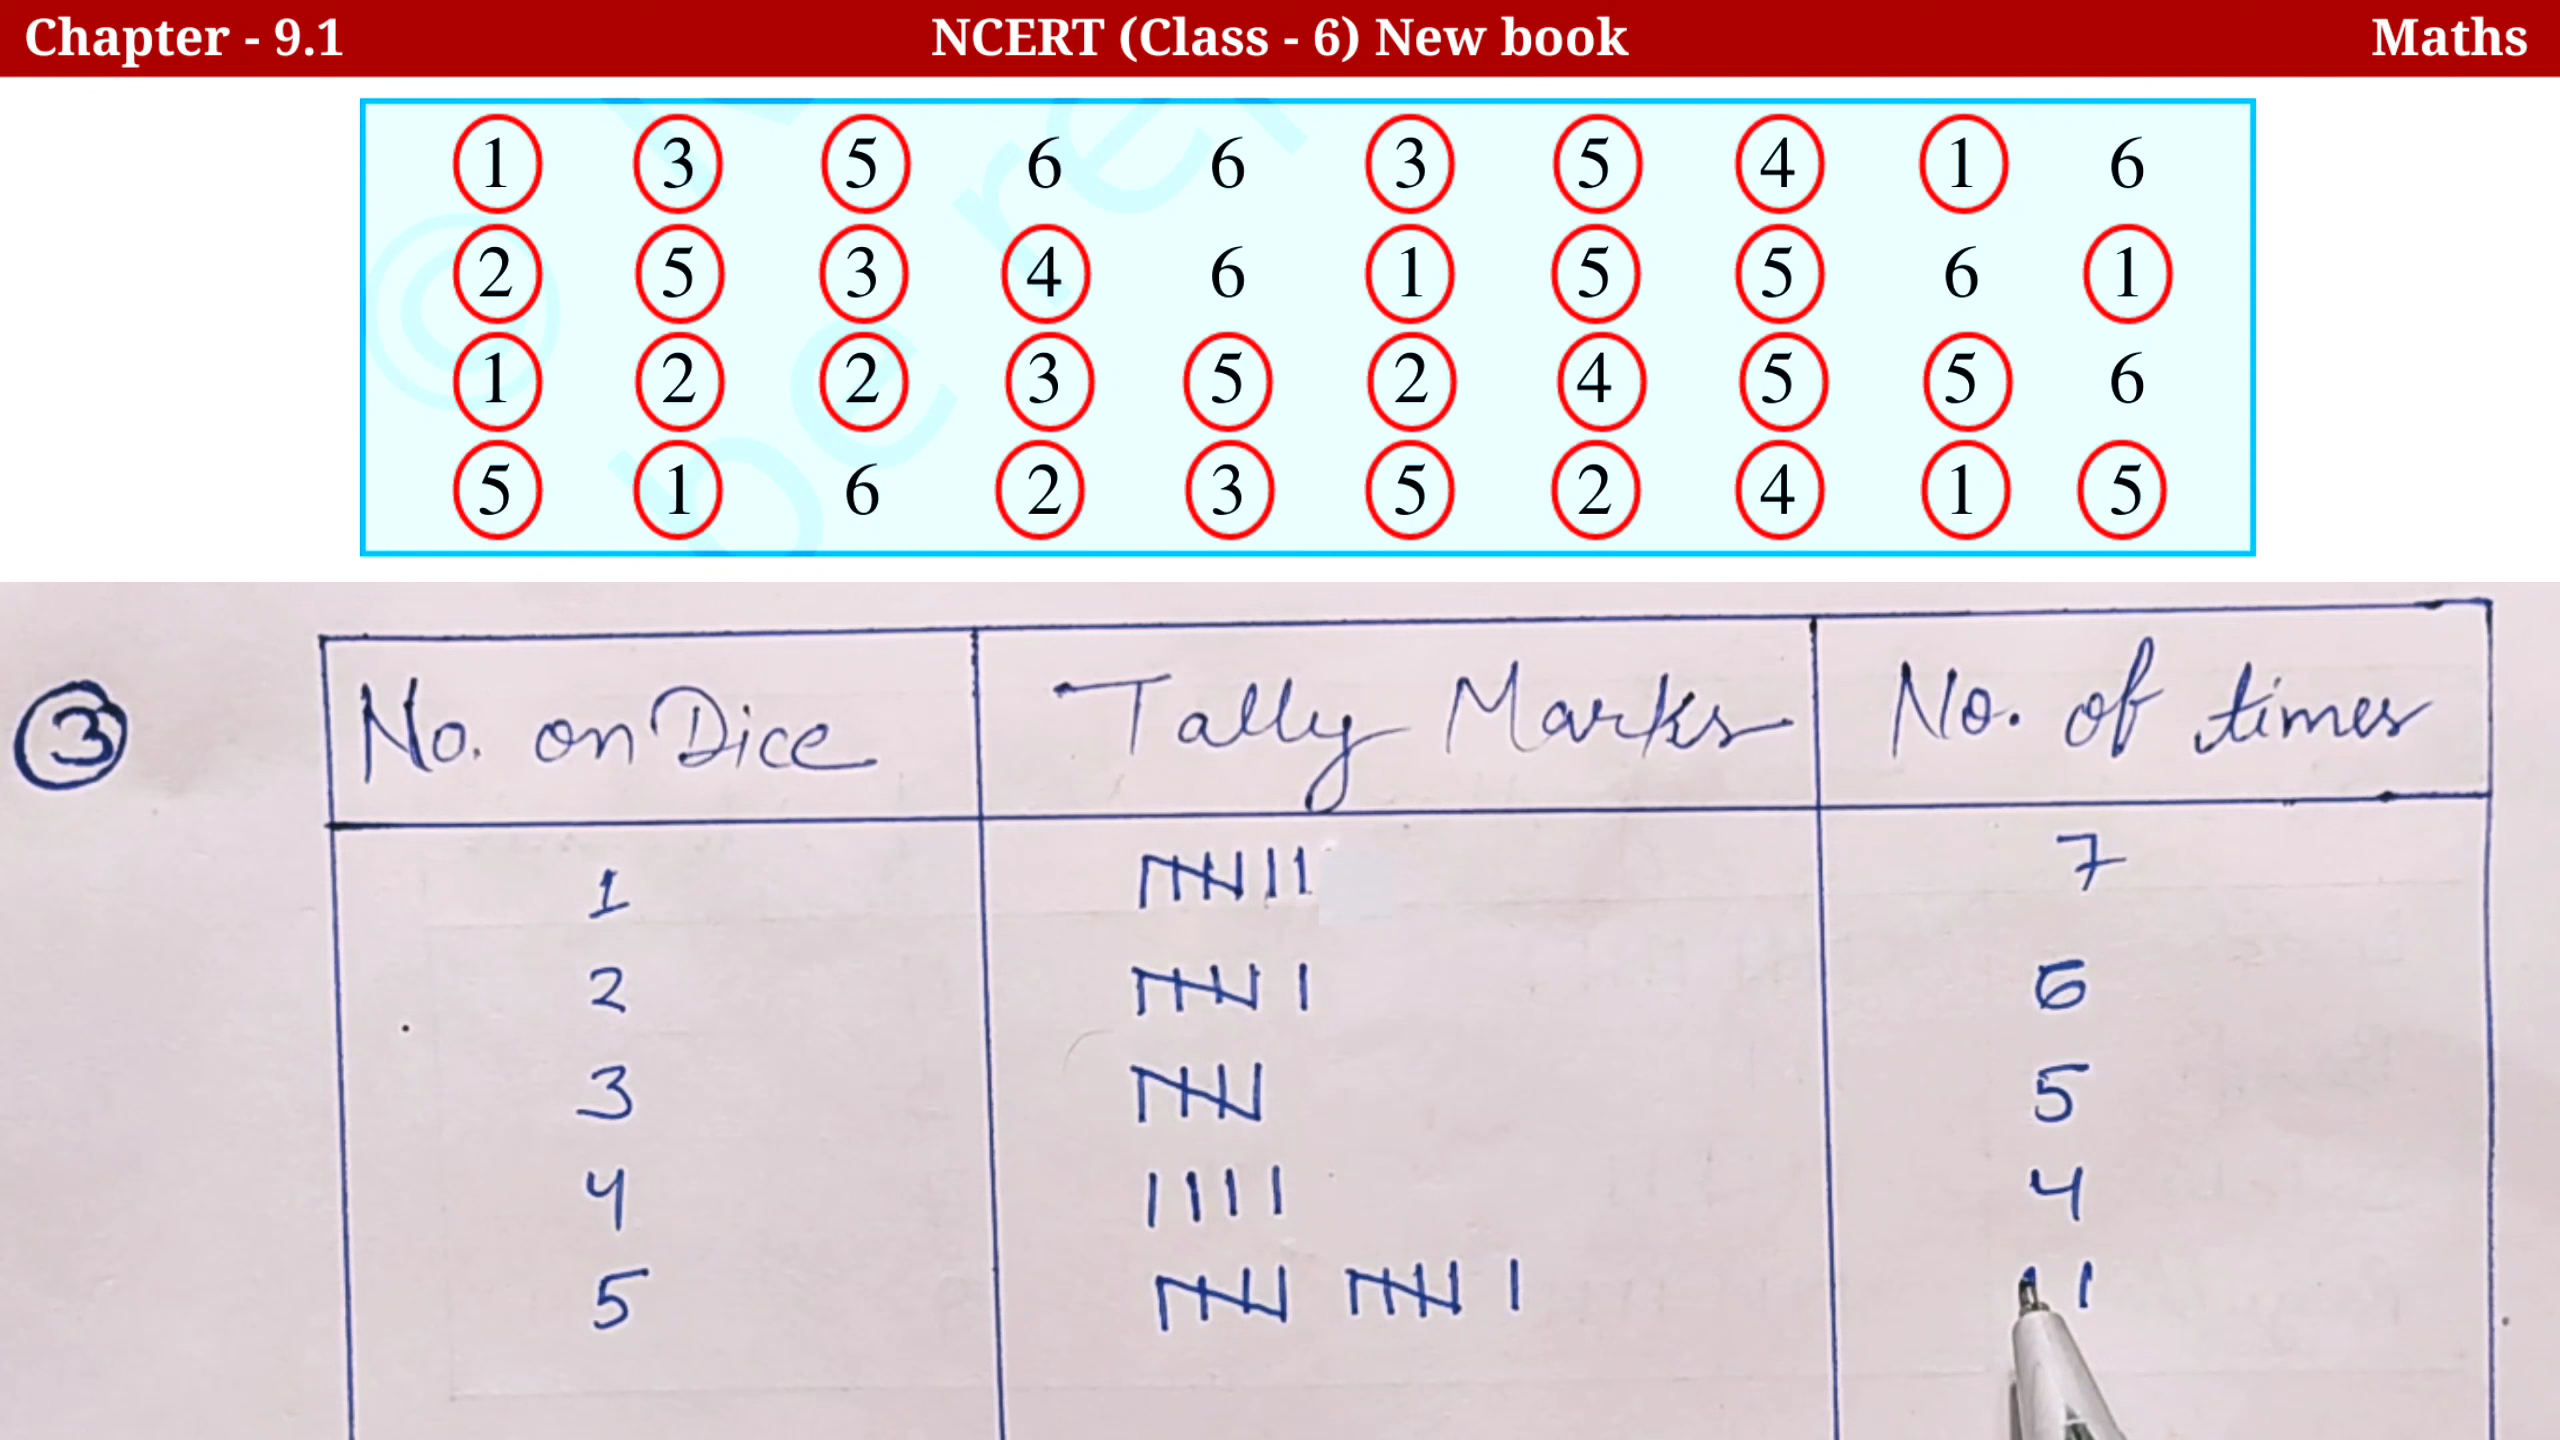 Chapter - 9.1 NCERT (Class - 6) New book Maths
1 3 5 6 6 3 5 4 1 6
2 5 3 4 6 1 5 5 6 1
1 2 2 3 5 2 4 5 5 6
5 1 6 2 3 5 2 4 1 5
© be re
3 No. on Dice Tally Marks No. of times
1 7
2 6
3 5
4 4
5 11